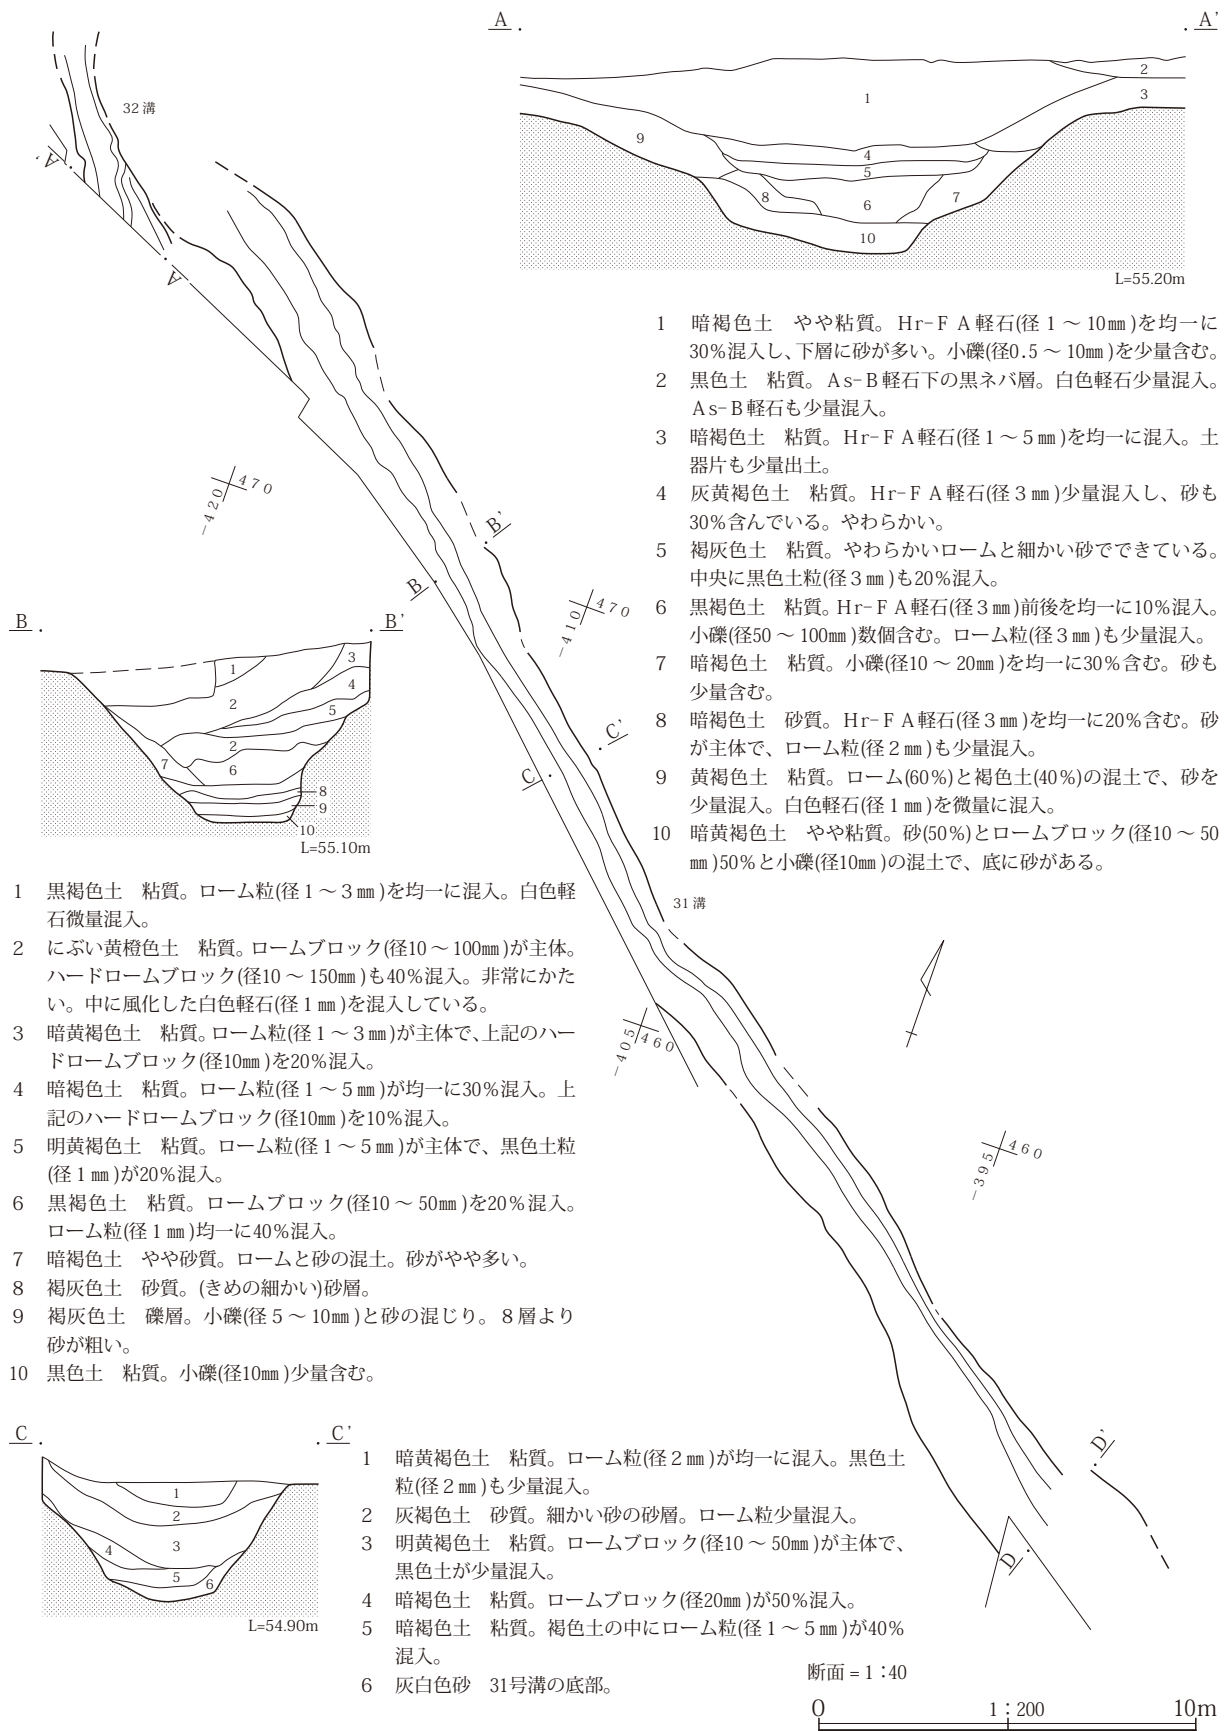 A A'
32溝
A'
A
1
2
3
9
4
5
8
6
7
10
L=55.20m
1 暗褐色土　やや粘質。Hr-FA軽石(径1～10㎜)を均一に
30%混入し、下層に砂が多い。小礫(径0.5～10㎜)を少量含む。
2 黒色土　粘質。As-B軽石下の黒ネバ層。白色軽石少量混入。
As-B軽石も少量混入。
3 暗褐色土　粘質。Hr-FA軽石(径1～5㎜)を均一に混入。土
器片も少量出土。
4 灰黄褐色土　粘質。Hr-FA軽石(径3㎜)少量混入し、砂も
30%含んでいる。やわらかい。
5 褐灰色土　粘質。やわらかいロームと細かい砂でできている。
中央に黒色土粒(径3㎜)も20%混入。
6 黒褐色土　粘質。Hr-FA軽石(径3㎜)前後を均一に10%混入。
小礫(径50～100㎜)数個含む。ローム粒(径3㎜)も少量混入。
7 暗褐色土　粘質。小礫(径10～20㎜)を均一に30%含む。砂も
少量含む。
8 暗褐色土　砂質。Hr-FA軽石(径3㎜)を均一に20%含む。砂
が主体で、ローム粒(径2㎜)も少量混入。
9 黄褐色土　粘質。ローム(60%)と褐色土(40%)の混土で、砂を
少量混入。白色軽石(径1㎜)を微量に混入。
10 暗黄褐色土　やや粘質。砂(50%)とロームブロック(径10～50
㎜)50%と小礫(径10㎜)の混土で、底に砂がある。
-420 470
B'
B
-410 470
C'
C
B B'
1
3
2
4
5
2
7
6
8
9
10
L=55.10m
1 黒褐色土　粘質。ローム粒(径1～3㎜)を均一に混入。白色軽
石微量混入。
2 にぶい黄橙色土　粘質。ロームブロック(径10～100㎜)が主体。
ハードロームブロック(径10～150㎜)も40%混入。非常にかた
い。中に風化した白色軽石(径1㎜)を混入している。
3 暗黄褐色土　粘質。ローム粒(径1～3㎜)が主体で、上記のハー
ドロームブロック(径10㎜)を20%混入。
4 暗褐色土　粘質。ローム粒(径1～5㎜)が均一に30%混入。上
記のハードロームブロック(径10㎜)を10%混入。
5 明黄褐色土　粘質。ローム粒(径1～5㎜)が主体で、黒色土粒
(径1㎜)が20%混入。
6 黒褐色土　粘質。ロームブロック(径10～50㎜)を20%混入。
ローム粒(径1㎜)均一に40%混入。
7 暗褐色土　やや砂質。ロームと砂の混土。砂がやや多い。
8 褐灰色土　砂質。(きめの細かい)砂層。
9 褐灰色土　礫層。小礫(径5～10㎜)と砂の混じり。8層より
砂が粗い。
10 黒色土　粘質。小礫(径10㎜)少量含む。
31溝
-405 460
-395 460
D'
D
C C'
1
2
3
4
5
6
L=54.90m
1 暗黄褐色土　粘質。ローム粒(径2㎜)が均一に混入。黒色土
粒(径2㎜)も少量混入。
2 灰褐色土　砂質。細かい砂の砂層。ローム粒少量混入。
3 明黄褐色土　粘質。ロームブロック(径10～50㎜)が主体で、
黒色土が少量混入。
4 暗褐色土　粘質。ロームブロック(径20㎜)が50%混入。
5 暗褐色土　粘質。褐色土の中にローム粒(径1～5㎜)が40%
混入。
6 灰白色砂　31号溝の底部。
断面=1：40
0 1：200 10m